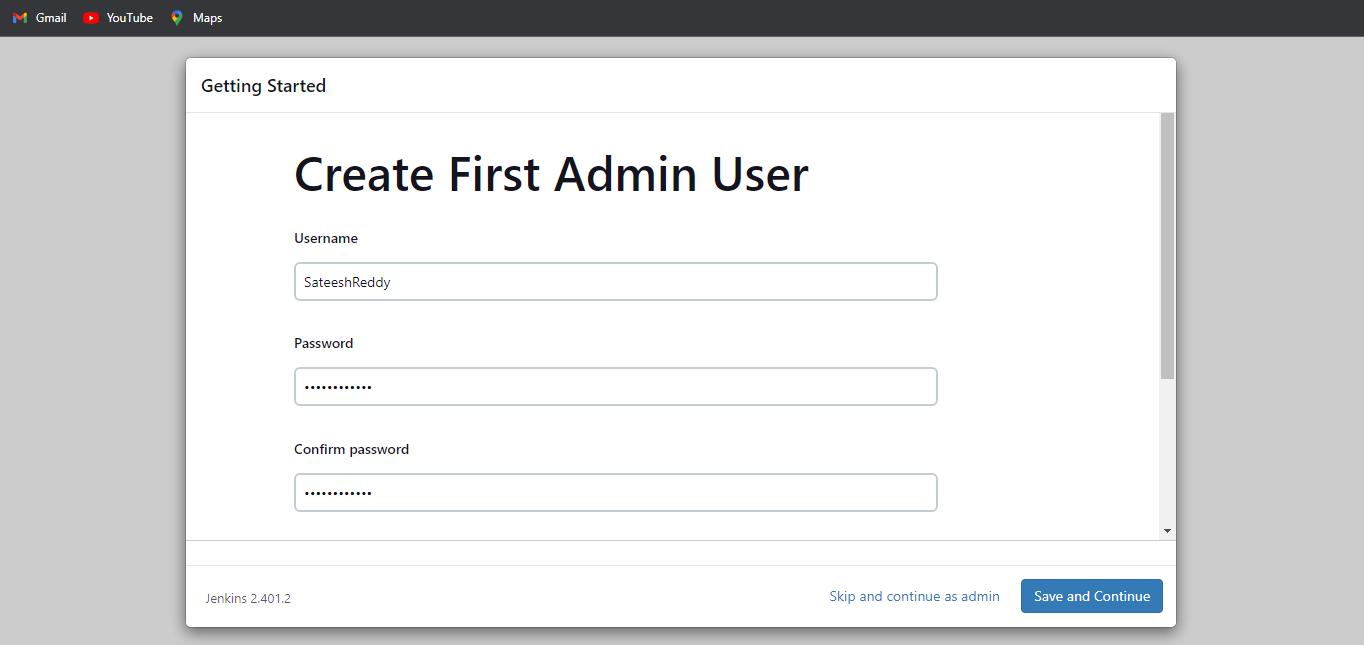 Gmail YouTube Maps
Getting Started
Create First Admin User
Username
SateeshReddy
Password
••••••••••••
Confirm password
••••••••••••
Jenkins 2.401.2 Skip and continue as admin Save and Continue